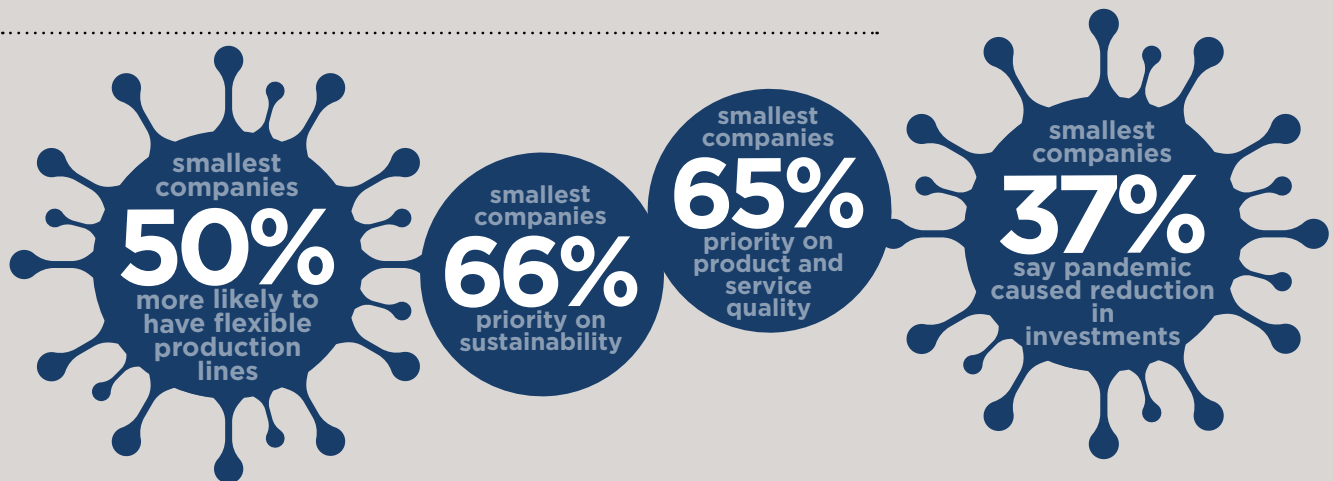 smallest
companies
50%
more likely to
have flexible
production
lines
smallest
companies
66%
priority on
sustainability
smallest
companies
65%
priority on
product and
service
quality
smallest
companies
37%
say pandemic
caused reduction
in
investments